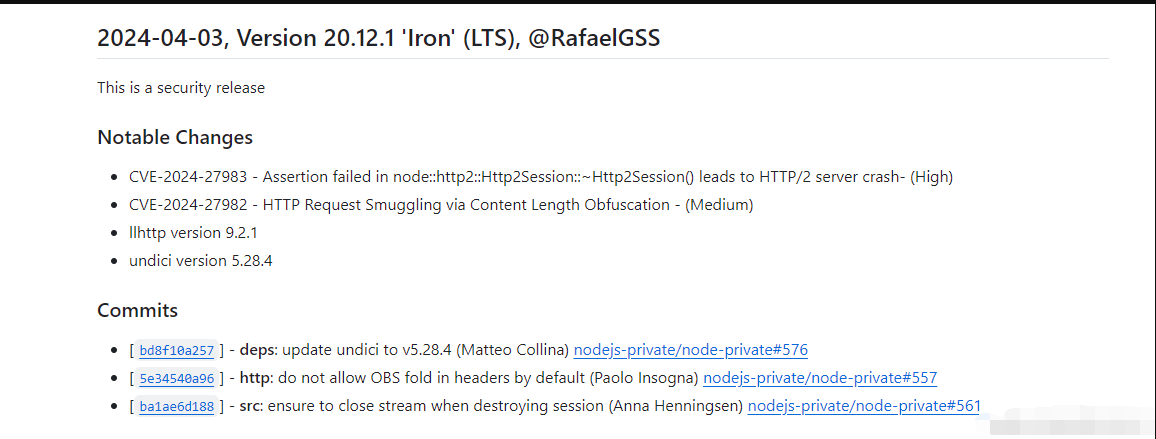 2024-04-03, Version 20.12.1 'Iron' (LTS), @RafaelGSS
This is a security release
Notable Changes
• CVE-2024-27983 - Assertion failed in node::http2::Http2Session::~Http2Session() leads to HTTP/2 server crash- (High)
• CVE-2024-27982 - HTTP Request Smuggling via Content Length Obfuscation - (Medium)
• llhttp version 9.2.1
• undici version 5.28.4
Commits
• [ bd8f10a257 ] - deps: update undici to v5.28.4 (Matteo Collina) nodejs-private/node-private#576
• [ 5e34540a96 ] - http: do not allow OBS fold in headers by default (Paolo Insogna) nodejs-private/node-private#557
• [ ba1ae6d188 ] - src: ensure to close stream when destroying session (Anna Henningsen) nodejs-private/node-private#561